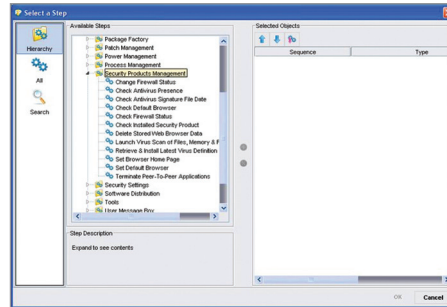 Select a Step
Available Steps
Selected Objects
Hierarchy
All
Search
Package Factory
Patch Management
Power Management
Process Management
Security Products Management
Change Firewall Status
Check Antivirus Presence
Check Antivirus Signature File Date
Check Default Browser
Check Firewall Status
Check Installed Security Product
Delete Stored Web Browser Data
Launch Virus Scan of Files, Memory & F
Retrieve & Install Latest Virus Definition
Set Browser Home Page
Set Default Browser
Terminate Peer-To-Peer Applications
Security Settings
Software Distribution
Tools
User Message Box
Sequence
Type
Step Description
Expand to see contents
OK
Cancel